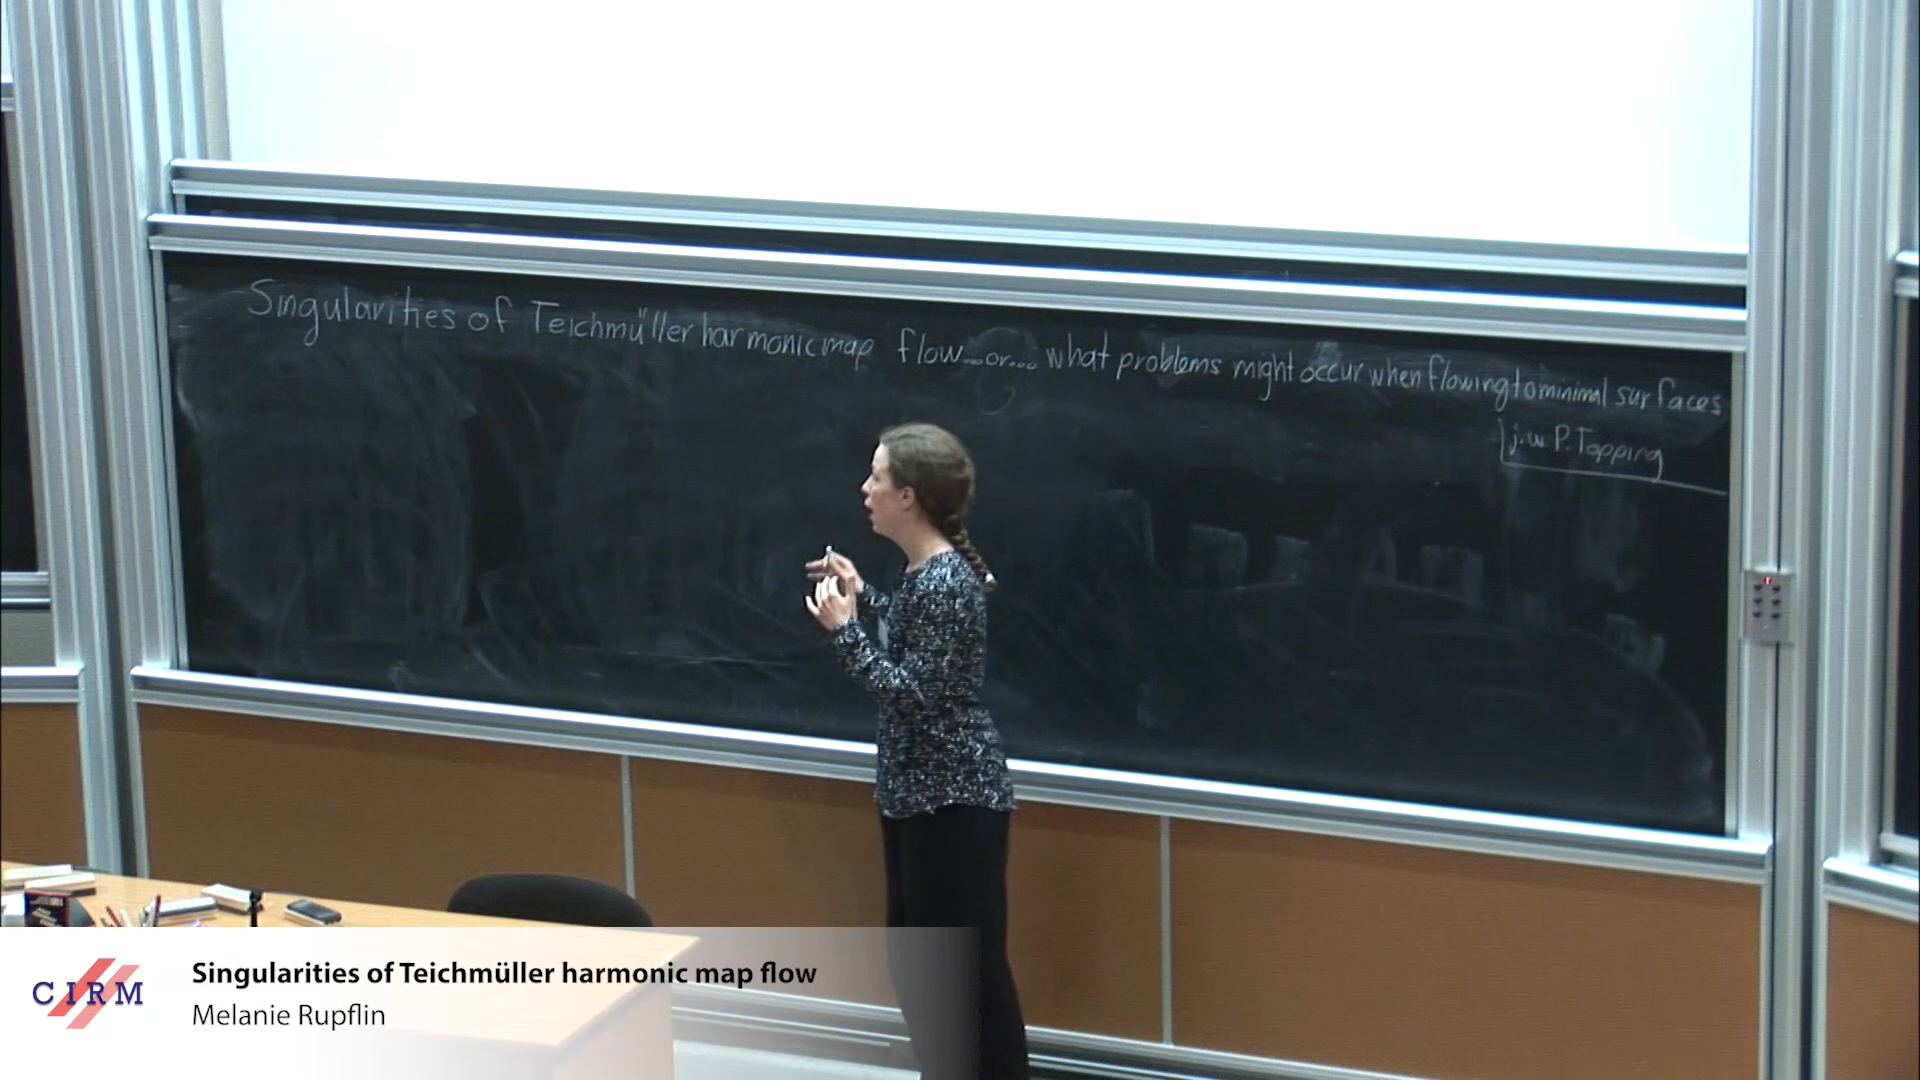 Singularities of Teichmüller harmonic map flow...or... what problems might occur when flowing to minimal surfaces
j.w P. Topping
CIRM
Singularities of Teichmüller harmonic map flow
Melanie Rupflin